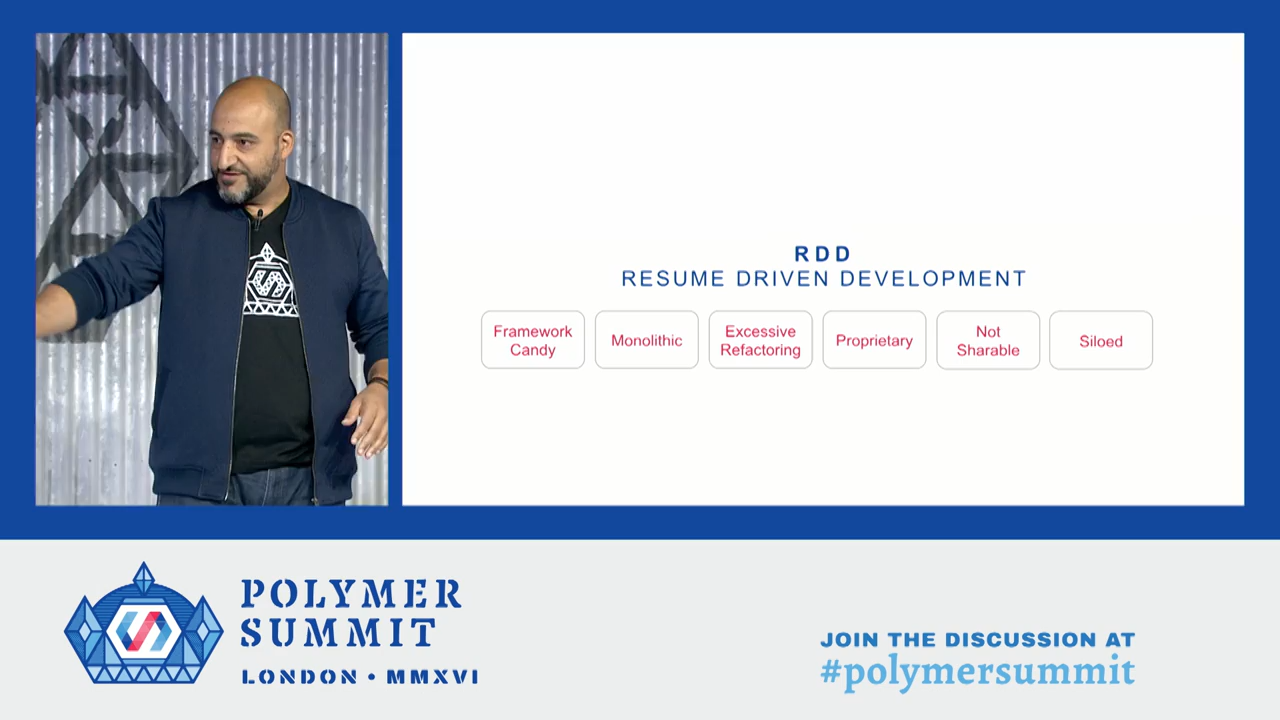 RDD
RESUME DRIVEN DEVELOPMENT
Framework
Candy
Monolithic
Excessive
Refactoring
Proprietary
Not
Sharable
Siloed
POLYMER
SUMMIT
LONDON • MMXVI
JOIN THE DISCUSSION AT
#polymersummit